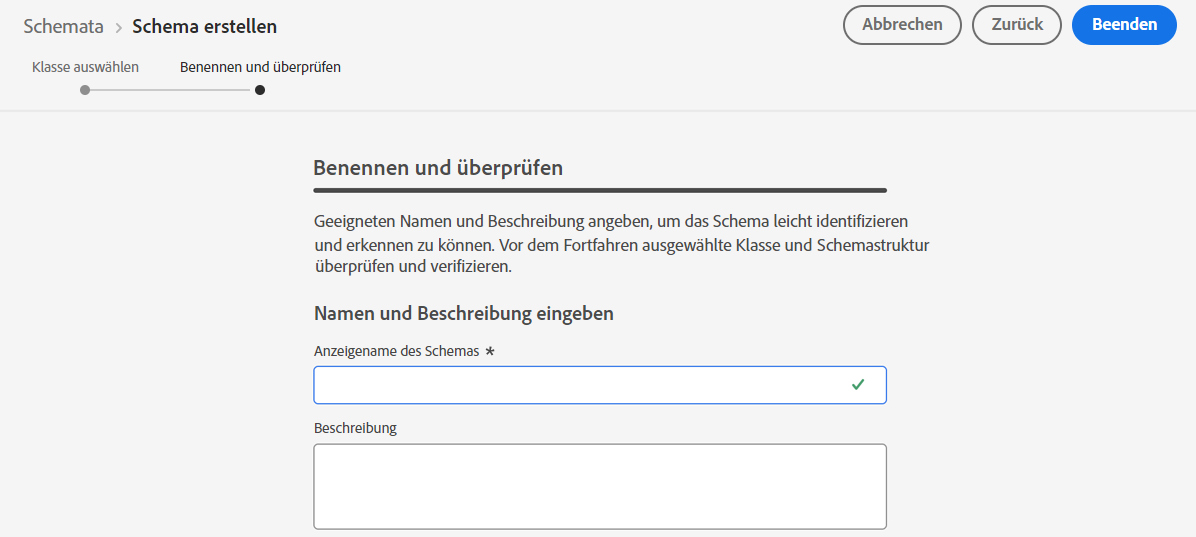 Schemata > Schema erstellen
Abbrechen
Zurück
Beenden
Klasse auswählen
Benennen und überprüfen
Benennen und überprüfen
Geeigneten Namen und Beschreibung angeben, um das Schema leicht identifizieren
und erkennen zu können. Vor dem Fortfahren ausgewählte Klasse und Schemastruktur
überprüfen und verifizieren.
Namen und Beschreibung eingeben
Anzeigename des Schemas *
Beschreibung